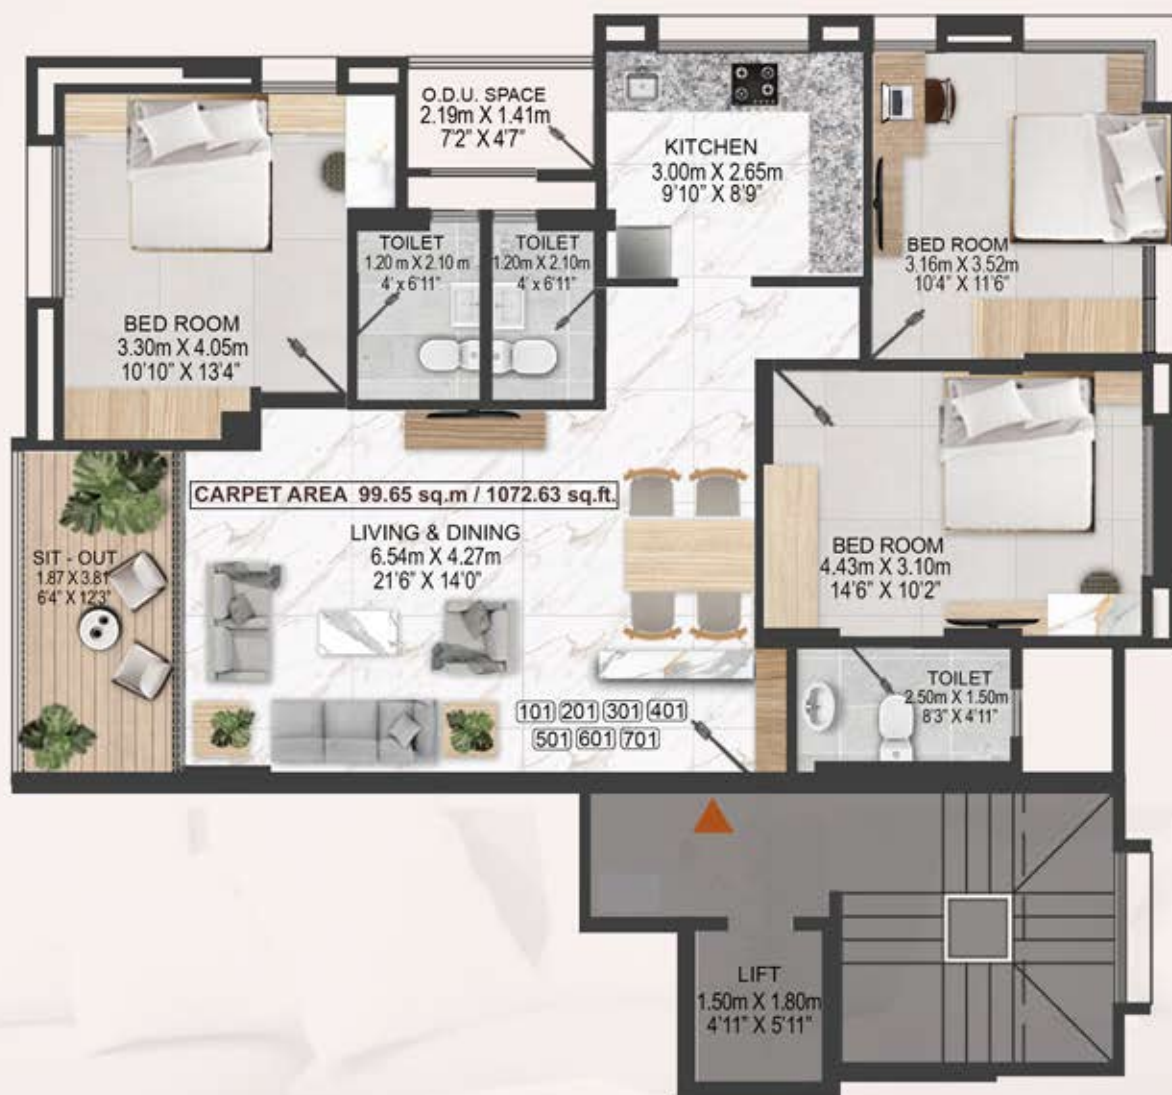 O.D.U. SPACE
2.19m X 1.41m
7'2" X 4'7"
KITCHEN
3.00m X 2.65m
9'10" X 8'9"
TOILET
1.20 m X 2.10 m
4' x 6'11"
TOILET
1.20m X 2.10m
4' x 6'11"
BED ROOM
3.16m X 3.52m
10'4" X 11'6"
BED ROOM
3.30m X 4.05m
10'10" X 13'4"
CARPET AREA 99.65 sq.m / 1072.63 sq.ft.
LIVING & DINING
6.54m X 4.27m
21'6" X 14'0"
SIT - OUT
1.87 X 3.81
6'4" X 12'3"
BED ROOM
4.43m X 3.10m
14'6" X 10'2"
TOILET
2.50m X 1.50m
8'3" X 4'11"
101 201 301 401
501 601 701
LIFT
1.50m X 1.80m
4'11" X 5'11"